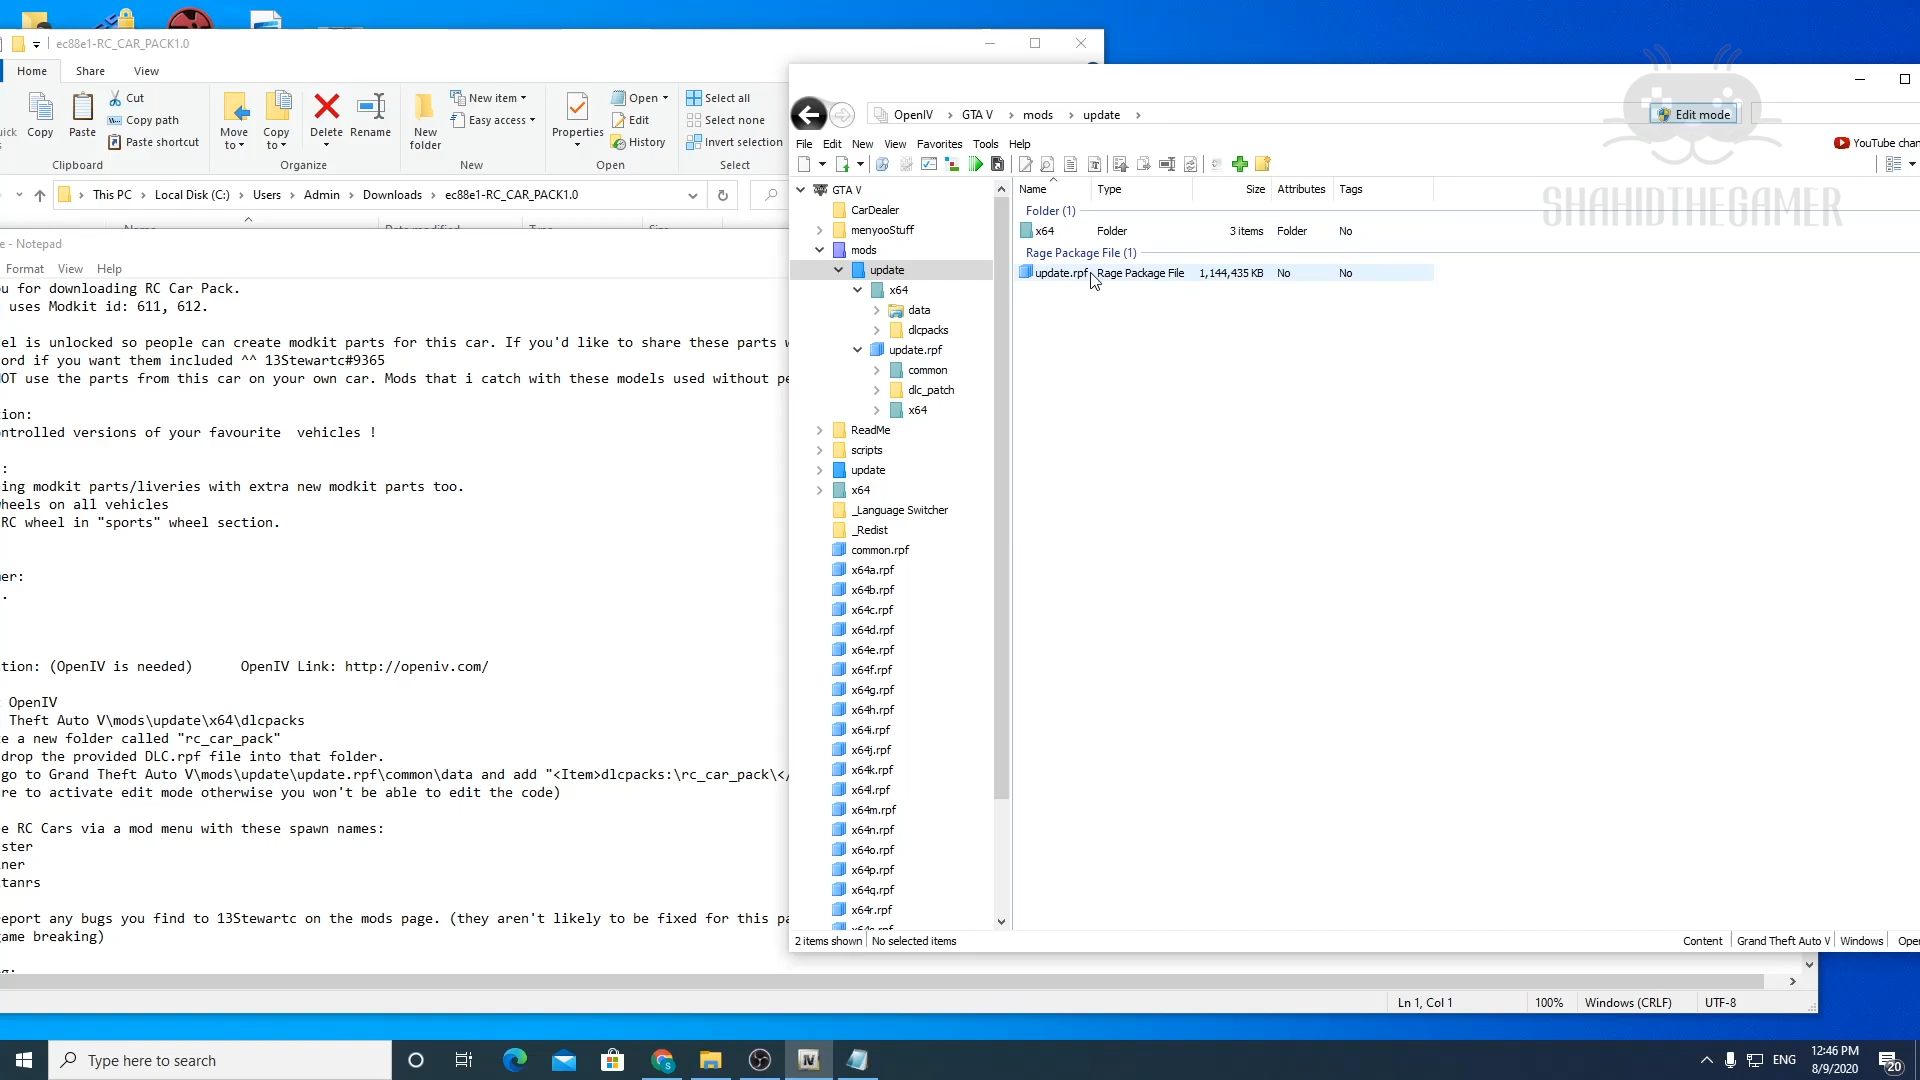 ec88e1-RC_CAR_PACK1.0
Home Share View
Copy
Paste
Cut
Copy path
Paste shortcut
Move to
Copy to
Delete
Rename
New folder
New item
Easy access
Properties
Open
Edit
History
Select all
Select none
Invert selection
Clipboard Organize New Open Select
This PC Local Disk (C:) Users Admin Downloads ec88e1-RC_CAR_PACK1.0
e - Notepad
Format View Help
u for downloading RC Car Pack.
uses Modkit id: 611, 612.
el is unlocked so people can create modkit parts for this car. If you'd like to share these parts w
ord if you want them included ^^ 13Stewartc#9365
OT use the parts from this car on your own car. Mods that i catch with these models used without pe
ion:
ntrolled versions of your favourite  vehicles !
:
ing modkit parts/liveries with extra new modkit parts too.
wheels on all vehicles
RC wheel in "sports" wheel section.
er:
.
tion: (OpenIV is needed)      OpenIV Link: http://openiv.com/
OpenIV
Theft Auto V\mods\update\x64\dlcpacks
e a new folder called "rc_car_pack"
drop the provided DLC.rpf file into that folder.
go to Grand Theft Auto V\mods\update\update.rpf\common\data and add "<Item>dlcpacks:\rc_car_pack\</
re to activate edit mode otherwise you won't be able to edit the code)
e RC Cars via a mod menu with these spawn names:
ster
ner
tanrs
eport any bugs you find to 13Stewartc on the mods page. (they aren't likely to be fixed for this pa
ame breaking)
g:
Ln 1, Col 1 100% Windows (CRLF) UTF-8
OpenIV GTA V mods update
Edit mode
File Edit New View Favorites Tools Help
YouTube chan
SHAHIDTHEGAMER
GTA V
CarDealer
menyooStuff
mods
update
x64
data
dlcpacks
update.rpf
common
dlc_patch
x64
ReadMe
scripts
update
x64
_Language Switcher
_Redist
common.rpf
x64a.rpf
x64b.rpf
x64c.rpf
x64d.rpf
x64e.rpf
x64f.rpf
x64g.rpf
x64h.rpf
x64i.rpf
x64j.rpf
x64k.rpf
x64l.rpf
x64m.rpf
x64n.rpf
x64o.rpf
x64p.rpf
x64q.rpf
x64r.rpf
Name Type Size Attributes Tags
Folder (1)
x64 Folder 3 items Folder No
Rage Package File (1)
update.rpf Rage Package File 1,144,435 KB No No
2 items shown No selected items
Content Grand Theft Auto V Windows Ope
Type here to search
ENG
12:46 PM
8/9/2020
20